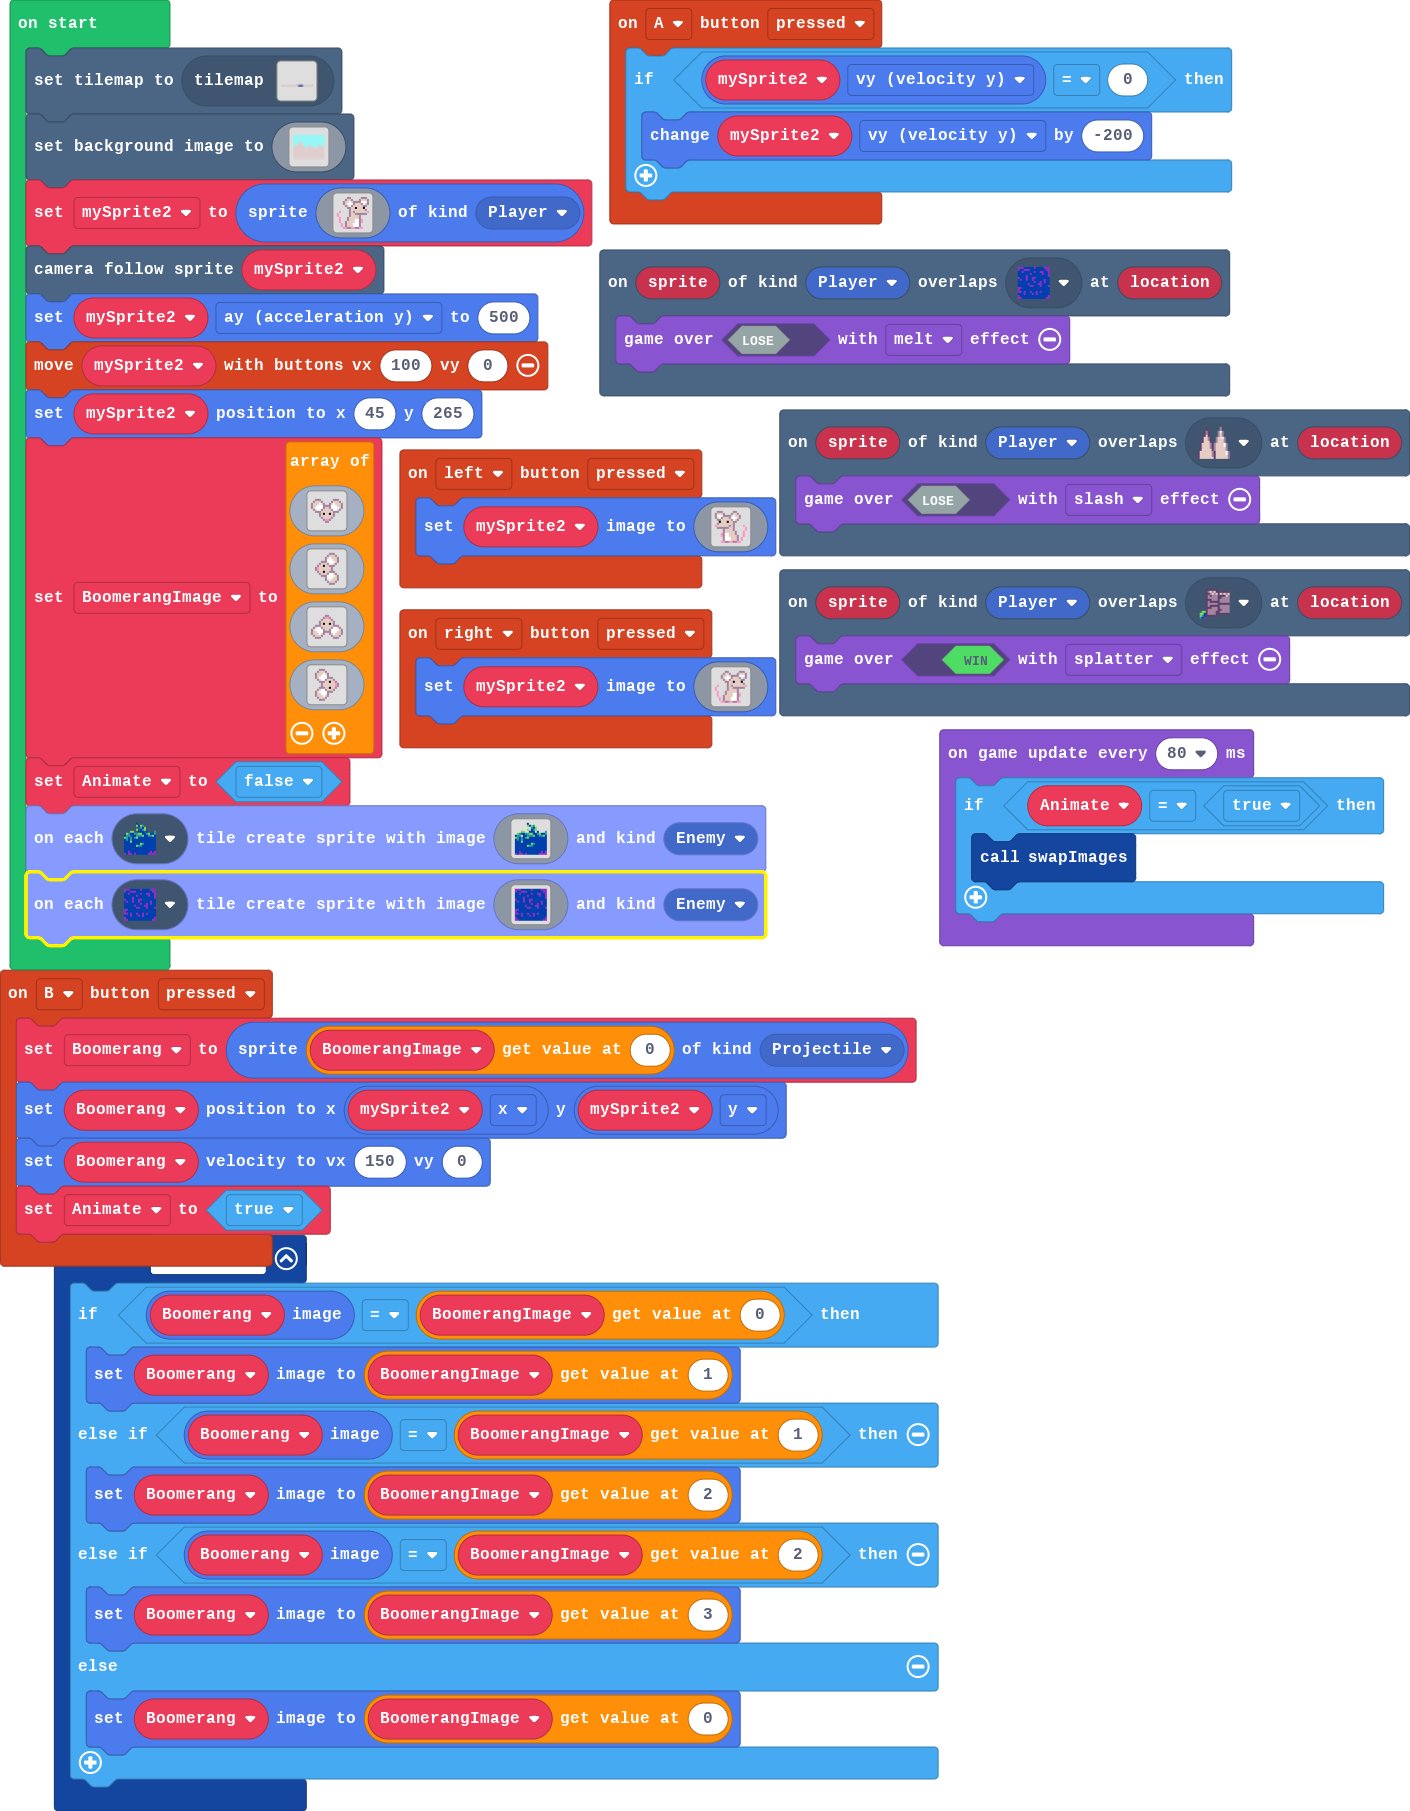 on start
set tilemap to tilemap
set background image to
set mySprite2 to sprite of kind Player
camera follow sprite mySprite2
set mySprite2 ay (acceleration y) to 500
move mySprite2 with buttons vx 100 vy 0
set mySprite2 position to x 45 y 265
set BoomerangImage to array of
set Animate to false
on each tile create sprite with image and kind Enemy
on each tile create sprite with image and kind Enemy
on A button pressed
if mySprite2 vy (velocity y) = 0 then
change mySprite2 vy (velocity y) by -200
on sprite of kind Player overlaps at location
game over LOSE with melt effect
on sprite of kind Player overlaps at location
game over LOSE with slash effect
on left button pressed
set mySprite2 image to
on right button pressed
set mySprite2 image to
on sprite of kind Player overlaps at location
game over WIN with splatter effect
on game update every 80 ms
if Animate = true then
call swapImages
on B button pressed
set Boomerang to sprite BoomerangImage get value at 0 of kind Projectile
set Boomerang position to x mySprite2 x y mySprite2 y
set Boomerang velocity to vx 150 vy 0
set Animate to true
if Boomerang image = BoomerangImage get value at 0 then
set Boomerang image to BoomerangImage get value at 1
else if Boomerang image = BoomerangImage get value at 1 then
set Boomerang image to BoomerangImage get value at 2
else if Boomerang image = BoomerangImage get value at 2 then
set Boomerang image to BoomerangImage get value at 3
else
set Boomerang image to BoomerangImage get value at 0